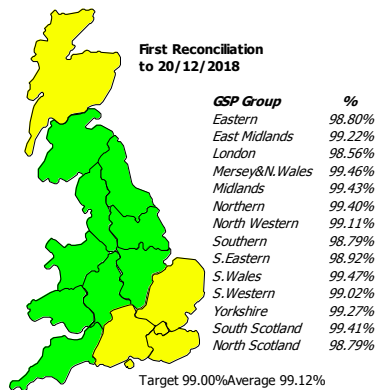 First Reconciliation
to 20/12/2018
GSP Group %
Eastern 98.80%
East Midlands 99.22%
London 98.56%
Mersey&N.Wales 99.46%
Midlands 99.43%
Northern 99.40%
North Western 99.11%
Southern 98.79%
S.Eastern 98.92%
S.Wales 99.47%
S.Western 99.02%
Yorkshire 99.27%
South Scotland 99.41%
North Scotland 98.79%
Target 99.00%Average 99.12%